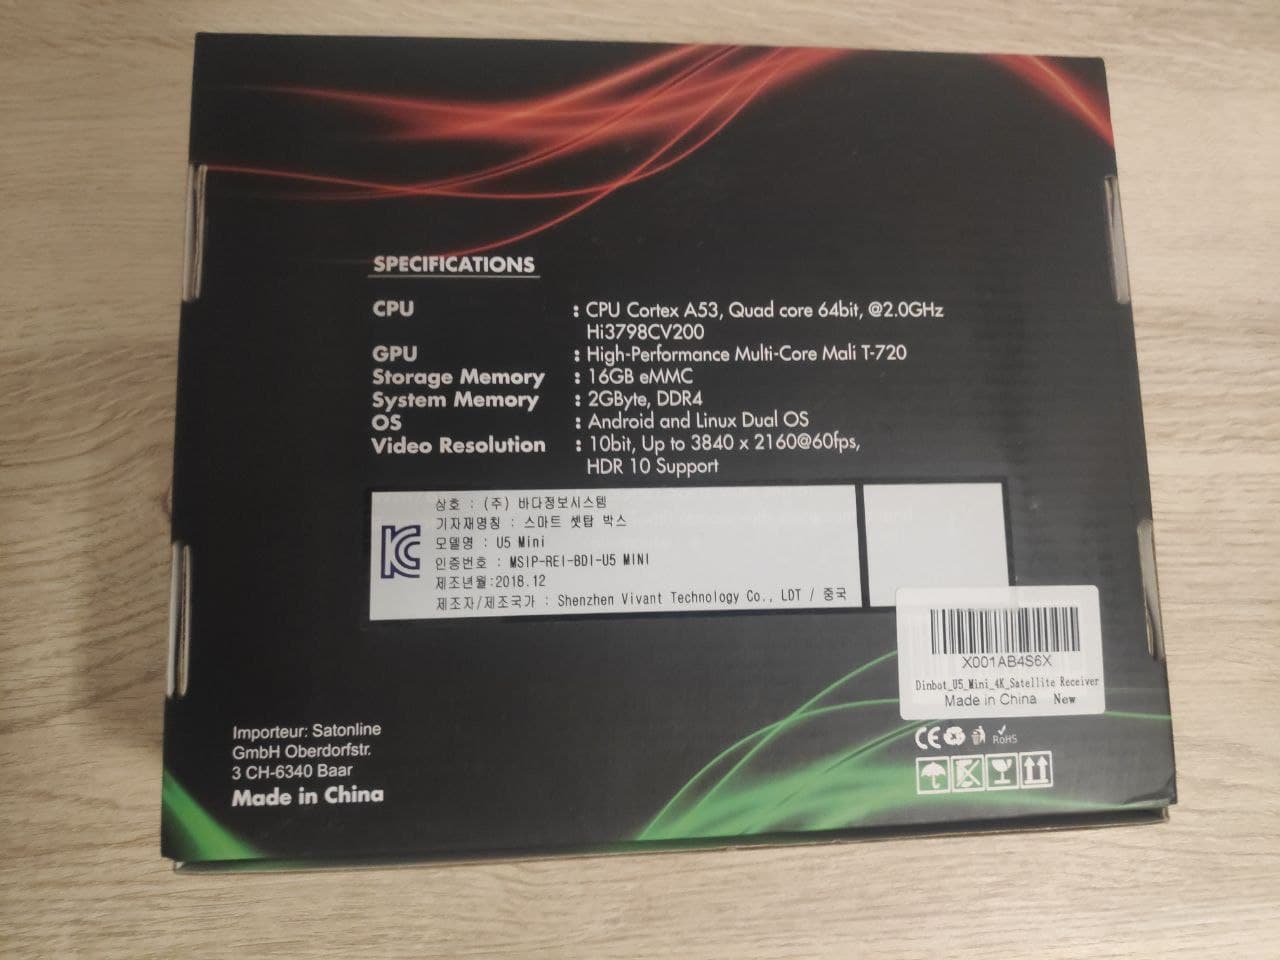 SPECIFICATIONS
CPU : CPU Cortex A53, Quad core 64bit, @2.0GHz
Hi3798CV200
GPU : High-Performance Multi-Core Mali T-720
Storage Memory : 16GB eMMC
System Memory : 2GByte, DDR4
OS : Android and Linux Dual OS
Video Resolution : 10bit, Up to 3840 x 2160@60fps,
HDR 10 Support
상호 : (주) 바다정보시스템
기자재명칭 : 스마트 셋탑 박스
모델명 : U5 Mini
인증번호 : MSIP-REI-BDI-U5 MINI
제조년월:2018.12
제조자/제조국가 : Shenzhen Vivant Technology Co., LDT / 중국
X001AB4S6X
Dinbot_U5_Mini_4K_Satellite Receiver
Made in China New
Importeur: Satonline
GmbH Oberdorfstr.
3 CH-6340 Baar
Made in China
CE RoHS